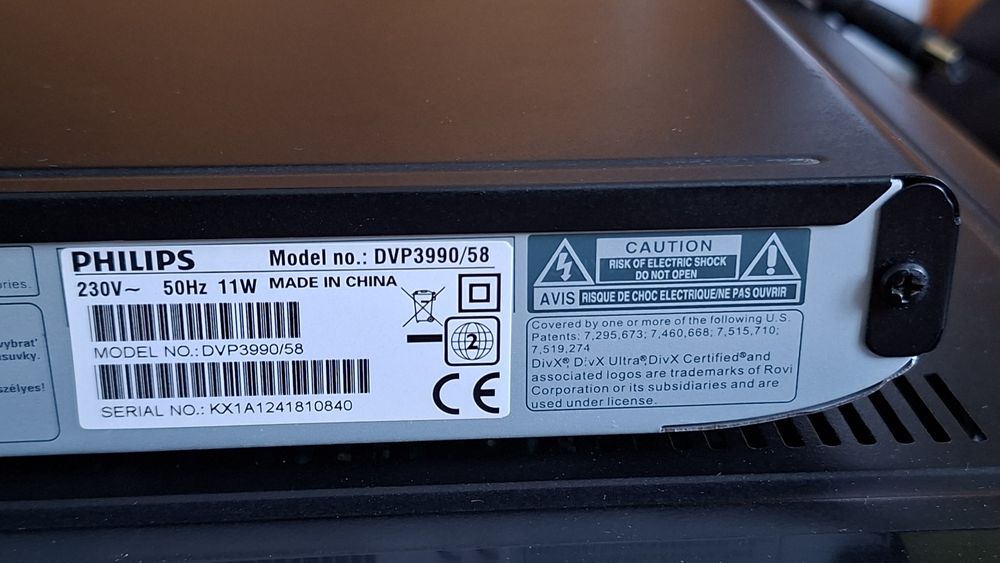 PHILIPS Model no.: DVP3990/58
230V~ 50Hz 11W MADE IN CHINA
MODEL NO.: DVP3990/58
SERIAL NO.: KX1A1241810840
2
CE
CAUTION
RISK OF ELECTRIC SHOCK
DO NOT OPEN
AVIS RISQUE DE CHOC ELECTRIQUE/NE PAS OUVRIR
Covered by one or more of the following U.S.
Patents: 7,295,673; 7,460,668; 7,515,710;
7,519,274
DivX®, DivX Ultra®, DivX Certified® and
associated logos are trademarks of Rovi
Corporation or its subsidiaries and are
used under license.